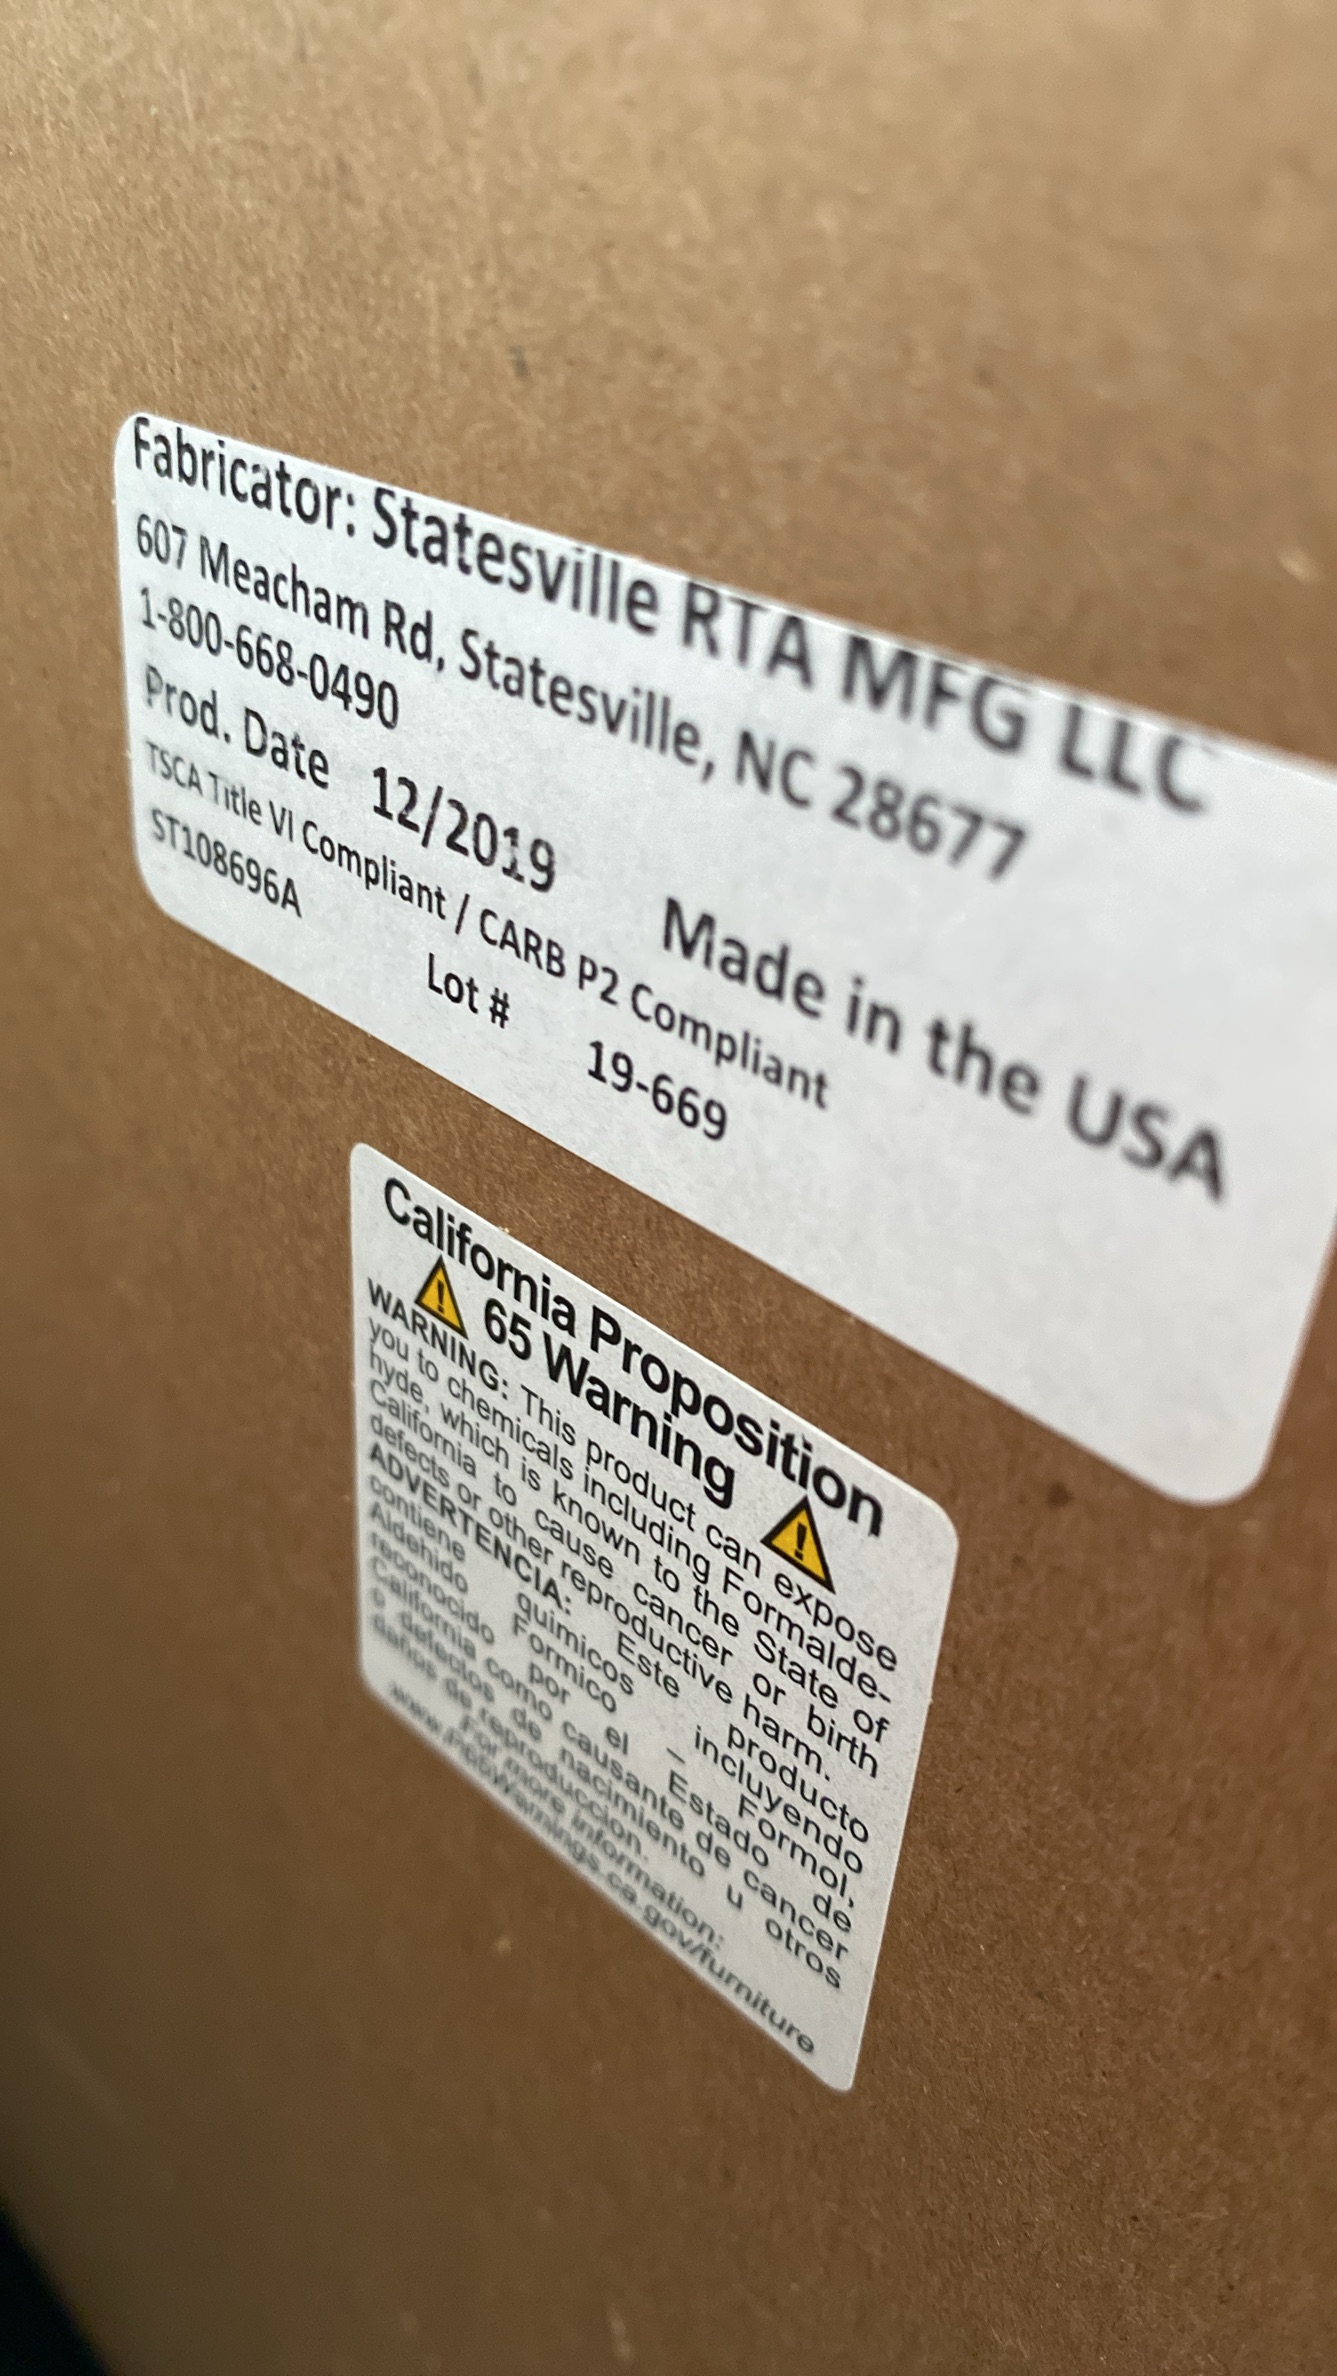 Fabricator: Statesville RTA MFG LLC
607 Meacham Rd, Statesville, NC 28677
1-800-668-0490
Prod. Date 12/2019 Made in the USA
TSCA Title VI Compliant / CARB P2 Compliant
ST108696A Lot # 19-669
California Proposition
65 Warning
WARNING: This product can expose
you to chemicals including Formalde-
hyde, which is known to the State of
California to cause cancer or birth
defects or other reproductive harm.
ADVERTENCIA: Este producto
contiene quimicos – incluyendo
Aldehido Formico el Formol,
reconocido por Estado de
California como causante de cancer
o defectos de nacimiento u otros
daños de reproduccion.
For more information:
www.P65Warnings.ca.gov/furniture